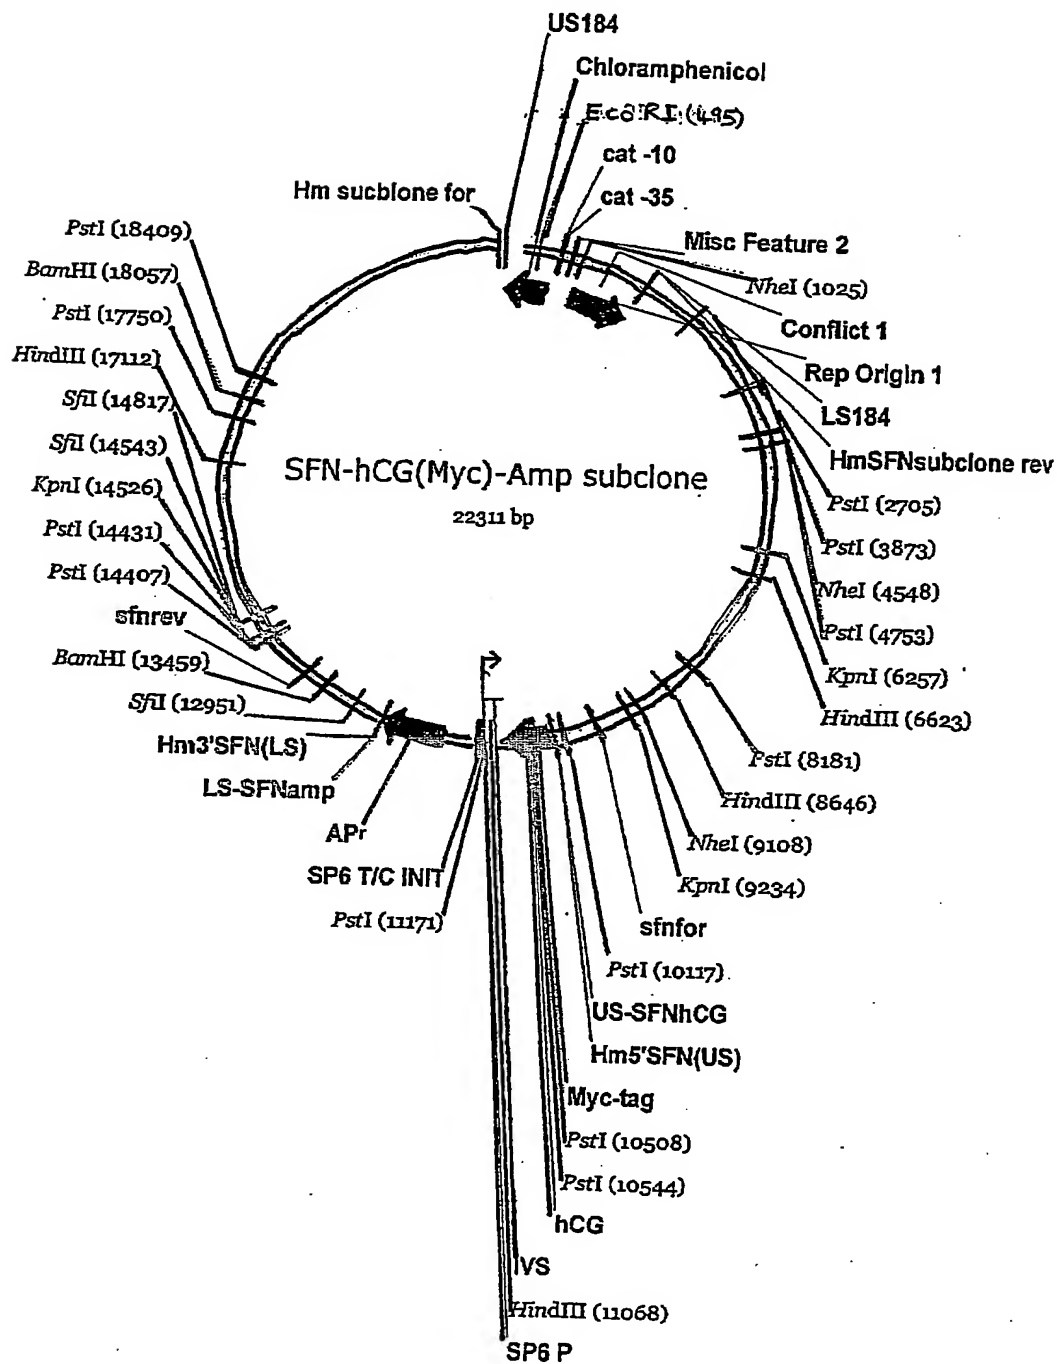 US184
Chloramphenicol
EcoRI (495)
cat -10
cat -35
Hm sucblone for
Misc Feature 2
NheI (1025)
Conflict 1
Rep Origin 1
LS184
HmSFNsubclone rev
PstI (2705)
PstI (3873)
NheI (4548)
PstI (4753)
KpnI (6257)
HindIII (6623)
PstI (8181)
HindIII (8646)
NheI (9108)
KpnI (9234)
sfnfor
PstI (10117)
US-SFNhCG
Hm5'SFN(US)
Myc-tag
PstI (10508)
PstI (10544)
hCG
VS
HindIII (11068)
SP6 P
PstI (11171)
SP6 T/C INIT
APr
LS-SFNamp
Hm3'SFN(LS)
SfiI (12951)
BamHI (13459)
sfnrev
PstI (14407)
PstI (14431)
KpnI (14526)
SfiI (14543)
SfiI (14817)
HindIII (17112)
PstI (17750)
BamHI (18057)
PstI (18409)
SFN-hCG(Myc)-Amp subclone
22311 bp